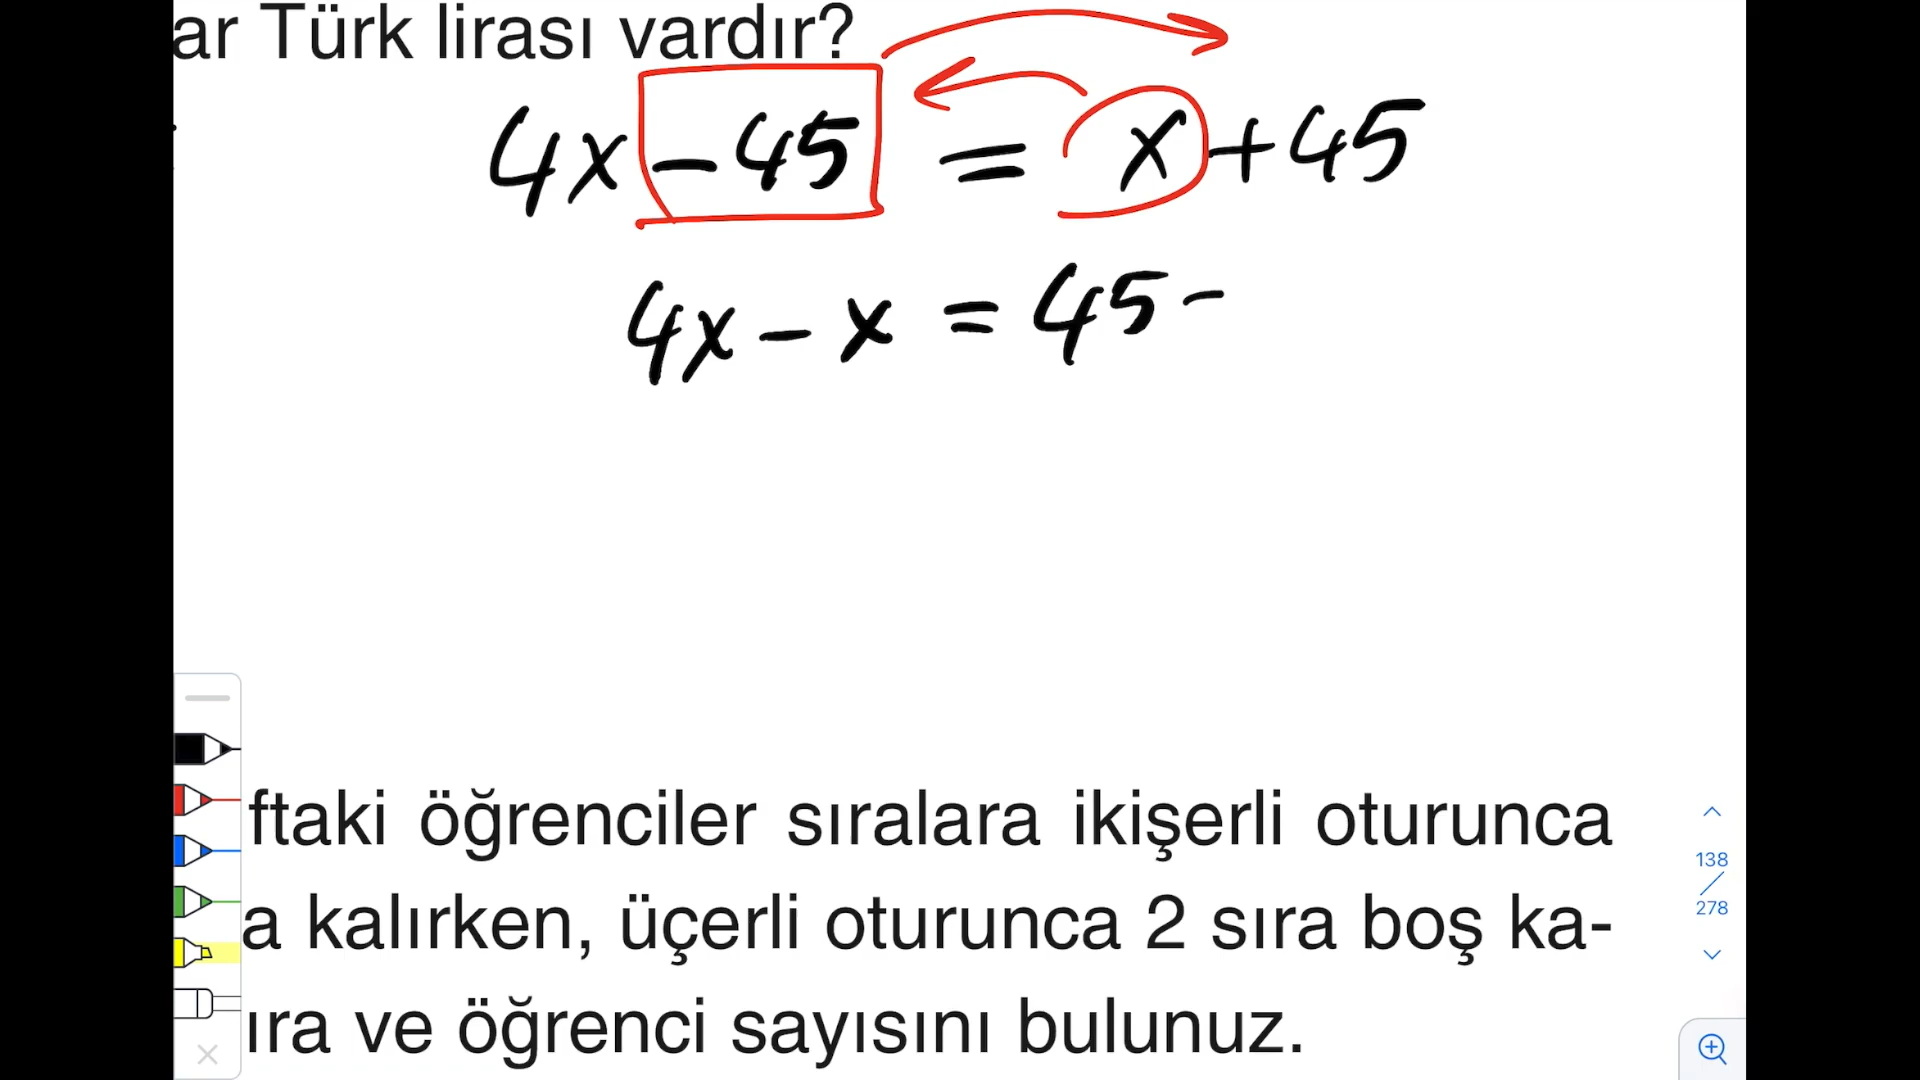 ar Türk lirası vardır?
4x - 45 = x + 45
4x - x = 45 -
ftaki öğrenciler sıralara ikişerli oturunca
a kalırken, üçerli oturunca 2 sıra boş ka-
ıra ve öğrenci sayısını bulunuz.
138
278